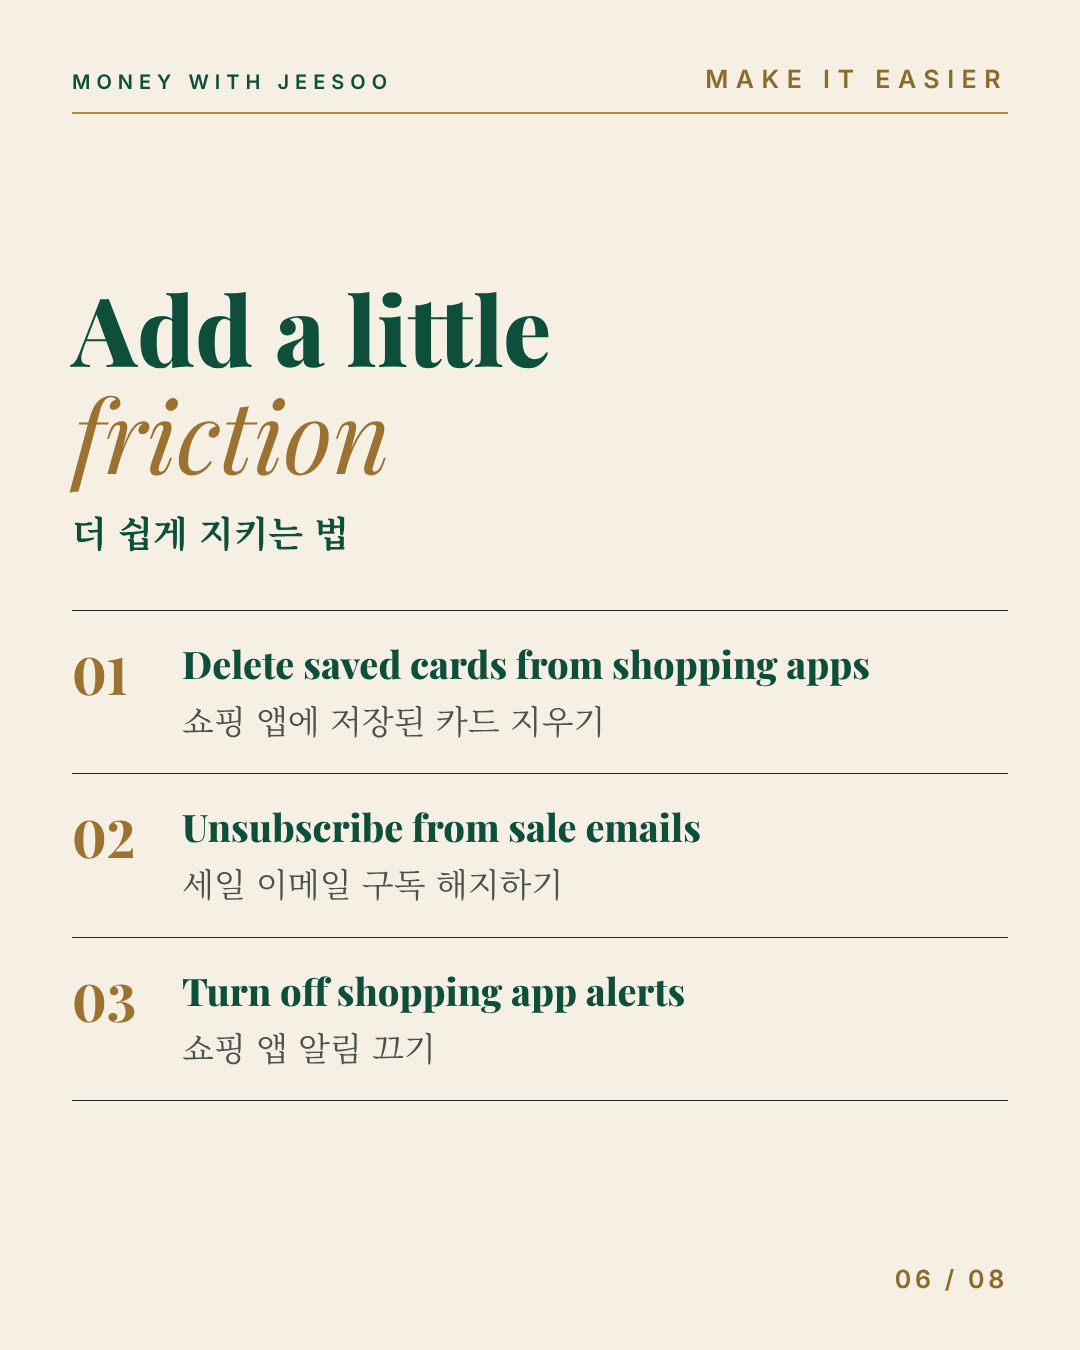 MONEY WITH JEESOO
MAKE IT EASIER
Add a little
friction
더 쉽게 지키는 법
01
Delete saved cards from shopping apps
쇼핑 앱에 저장된 카드 지우기
02
Unsubscribe from sale emails
세일 이메일 구독 해지하기
03
Turn off shopping app alerts
쇼핑 앱 알림 끄기
06 / 08